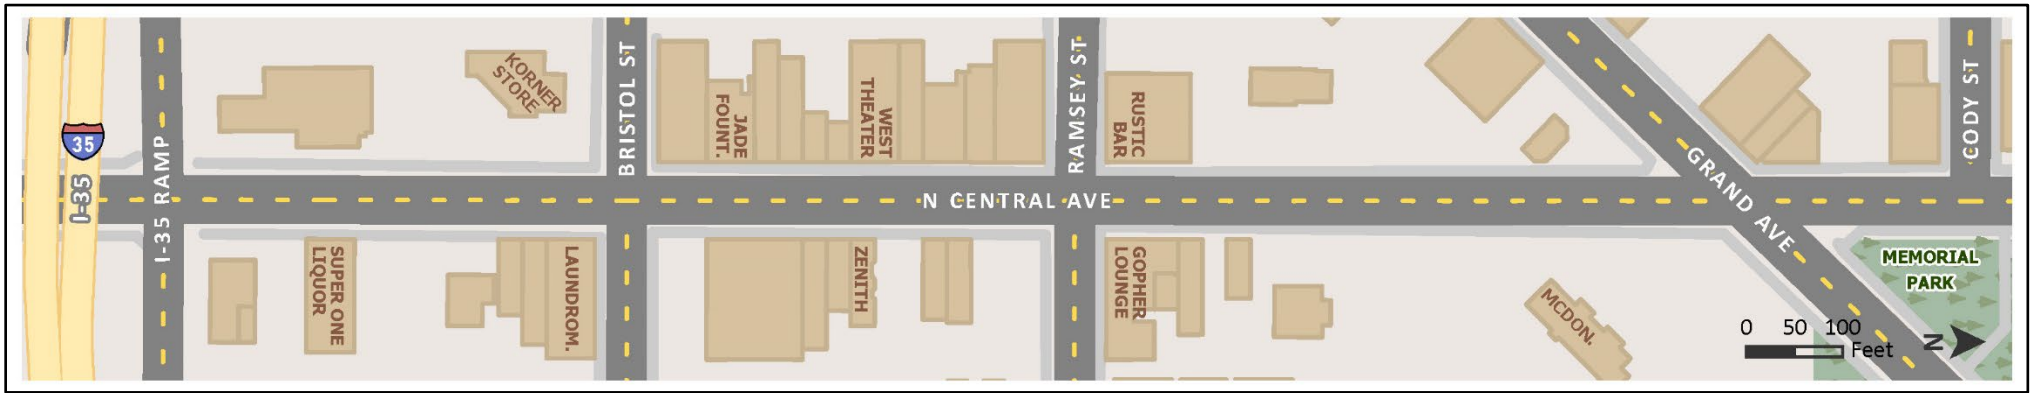 35
I-35
I-35 RAMP
KORNER
STORE
SUPER ONE
LIQUOR
LAUNDROM.
BRISTOL ST
JADE
FOUNT.
WEST
THEATER
ZENITH
N CENTRAL AVE
RAMSEY ST
RUSTIC
BAR
GOPHER
LOUNGE
MCDON.
GRAND AVE
CODY ST
MEMORIAL
PARK
0 50 100
Feet
N